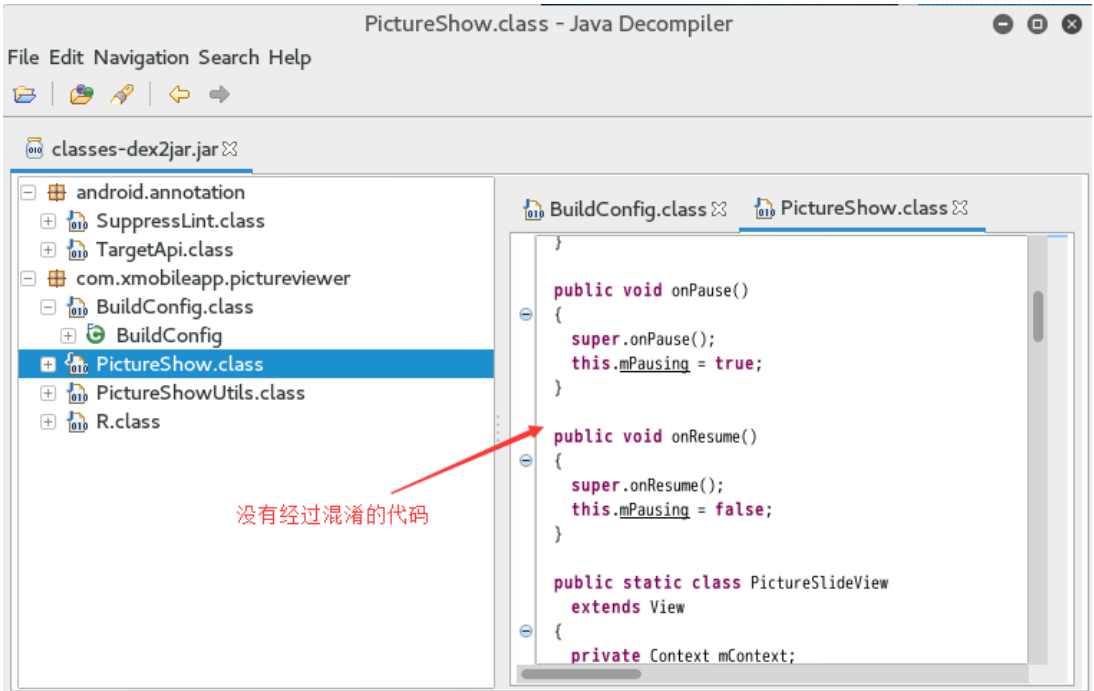 PictureShow.class - Java Decompiler
File Edit Navigation Search Help
classes-dex2jar.jar
android.annotation
SuppressLint.class
TargetApi.class
com.xmobileapp.pictureviewer
BuildConfig.class
BuildConfig
PictureShow.class
PictureShowUtils.class
R.class
没有经过混淆的代码
BuildConfig.class PictureShow.class
}
public void onPause()
{
super.onPause();
this.mPausing = true;
}
public void onResume()
{
super.onResume();
this.mPausing = false;
}
public static class PictureSlideView
extends View
{
private Context mContext;